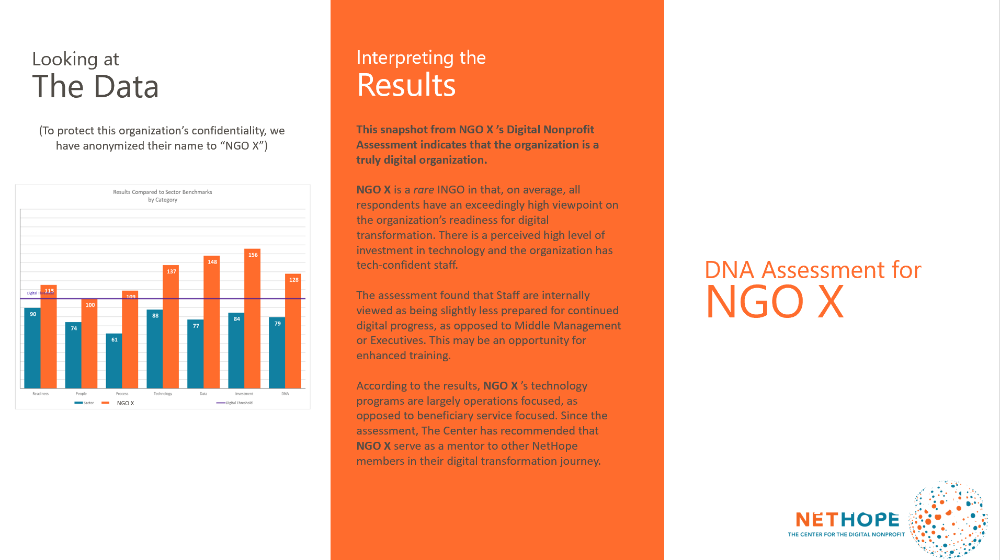 Looking at
The Data
(To protect this organization’s confidentiality, we
have anonymized their name to “NGO X”)
Results Compared to Sector Benchmarks
by Category
Digital Threshold
90
115
74
100
61
109
88
137
77
148
84
156
79
128
Readiness
People
Process
Technology
Data
Investment
DNA
Sector
NGO X
Digital Threshold
Interpreting the
Results
This snapshot from NGO X ’s Digital Nonprofit
Assessment indicates that the organization is a
truly digital organization.
NGO X is a rare INGO in that, on average, all
respondents have an exceedingly high viewpoint on
the organization’s readiness for digital
transformation. There is a perceived high level of
investment in technology and the organization has
tech-confident staff.
The assessment found that Staff are internally
viewed as being slightly less prepared for continued
digital progress, as opposed to Middle Management
or Executives. This may be an opportunity for
enhanced training.
According to the results, NGO X ’s technology
programs are largely operations focused, as
opposed to beneficiary service focused. Since the
assessment, The Center has recommended that
NGO X serve as a mentor to other NetHope
members in their digital transformation journey.
DNA Assessment for
NGO X
NETHOPE
THE CENTER FOR THE DIGITAL NONPROFIT